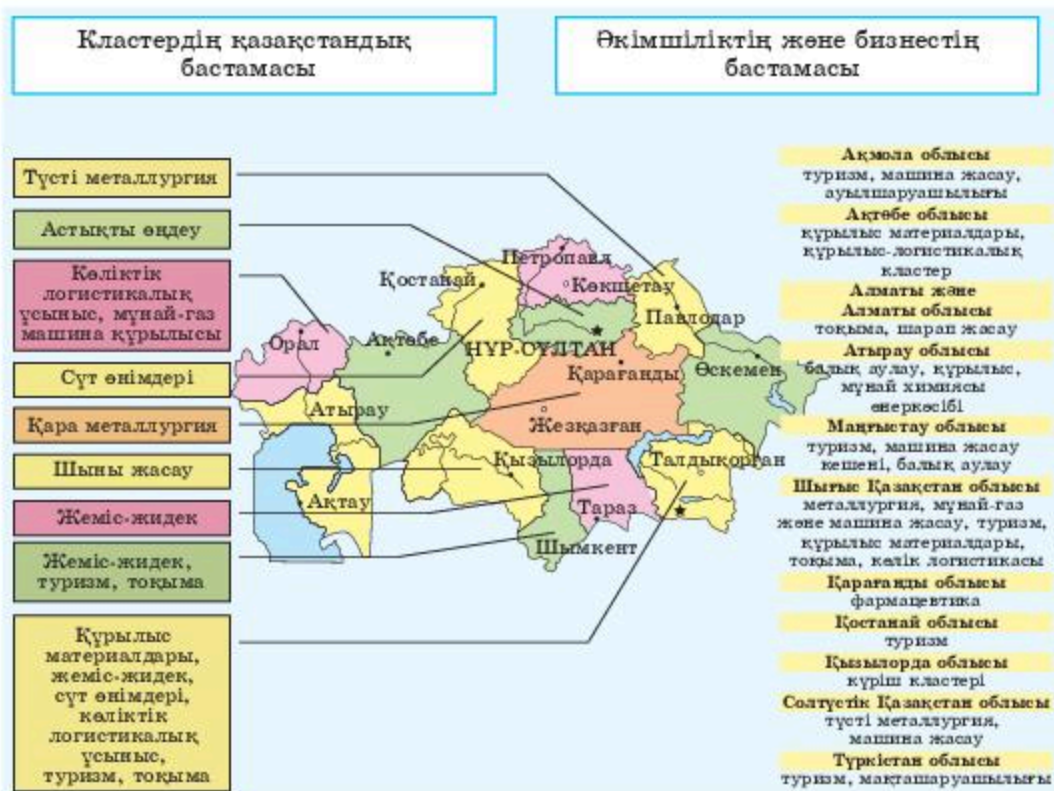 Кластердің қазақстандық
бастамасы
Әкімшіліктің және бизнестің
бастамасы
Түсті металлургия
Астықты өңдеу
Көліктік
логистикалық
ұсыныс, мұнай-газ
машина құрылысы
Сүт өнімдері
Қара металлургия
Шыны жасау
Жеміс-жидек
Жеміс-жидек,
туризм, тоқыма
Құрылыс
материалдары,
жеміс-жидек,
сүт өнімдері,
көліктік
логистикалық
ұсыныс,
туризм, тоқыма
Петропавл
Қостанай
Көкшетау
Павлодар
Орал
Ақтөбе
НҰР-СҰЛТАН
Қарағанды
Өскемен
Атырау
Жезқазған
Қызылорда
Талдықорған
Ақтау
Тараз
Шымкент
Ақмола облысы
туризм, машина жасау,
ауылшаруашылығы
Ақтөбе облысы
құрылыс материалдары,
құрылыс-логистикалық
кластер
Алматы және
Алматы облысы
тоқыма, шарап жасау
Атырау облысы
балық аулау, құрылыс,
мұнай химиясы
өнеркәсібі
Маңғыстау облысы
туризм, машина жасау
кешені, балық аулау
Шығыс Қазақстан облысы
металлургия, мұнай-газ
және машина жасау, туризм,
құрылыс материалдары,
тоқыма, көлік логистикасы
Қарағанды облысы
фармацевтика
Қостанай облысы
туризм
Қызылорда облысы
күріш кластері
Солтүстік Қазақстан облысы
түсті металлургия,
машина жасау
Түркістан облысы
туризм, мақташаруашылығы